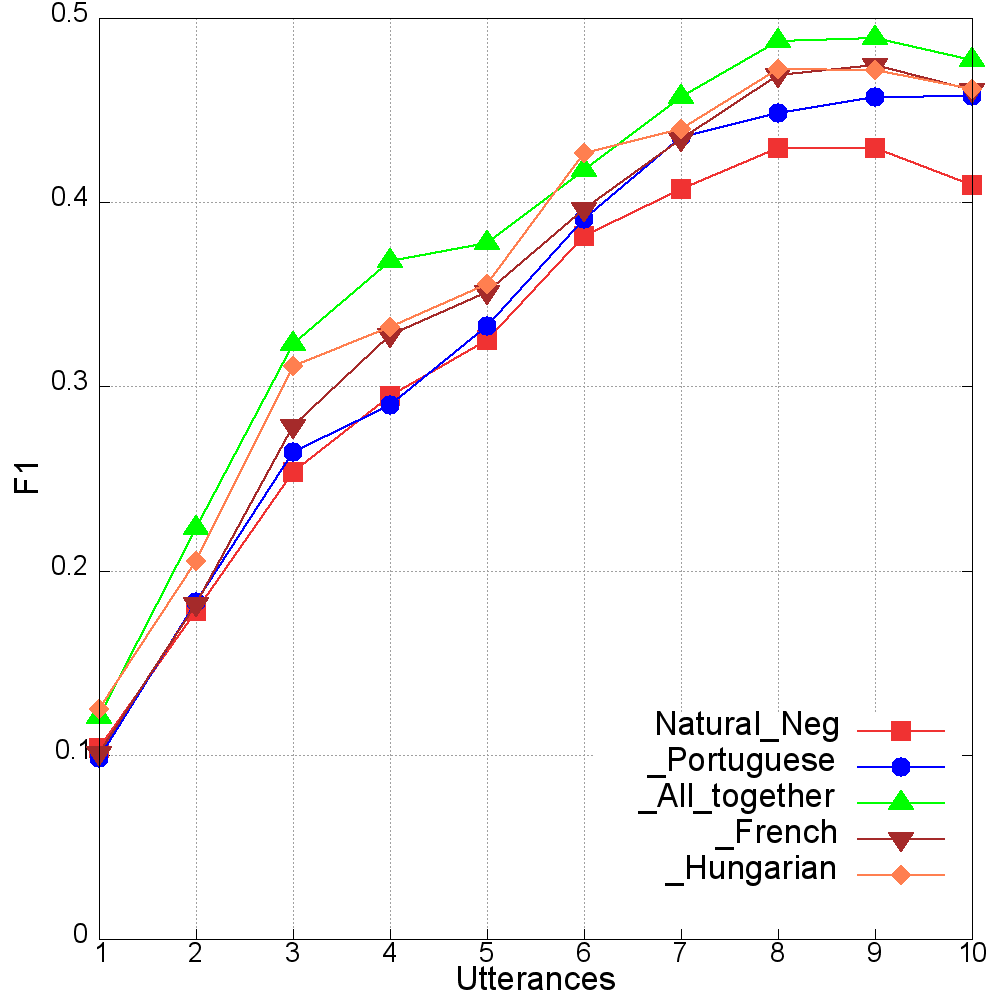 0.5
0.4
0.3
0.2
0.1
0
F1
1 2 3 4 5 6 7 8 9 10
Utterances
Natural_Neg
_Portuguese
_All_together
_French
_Hungarian